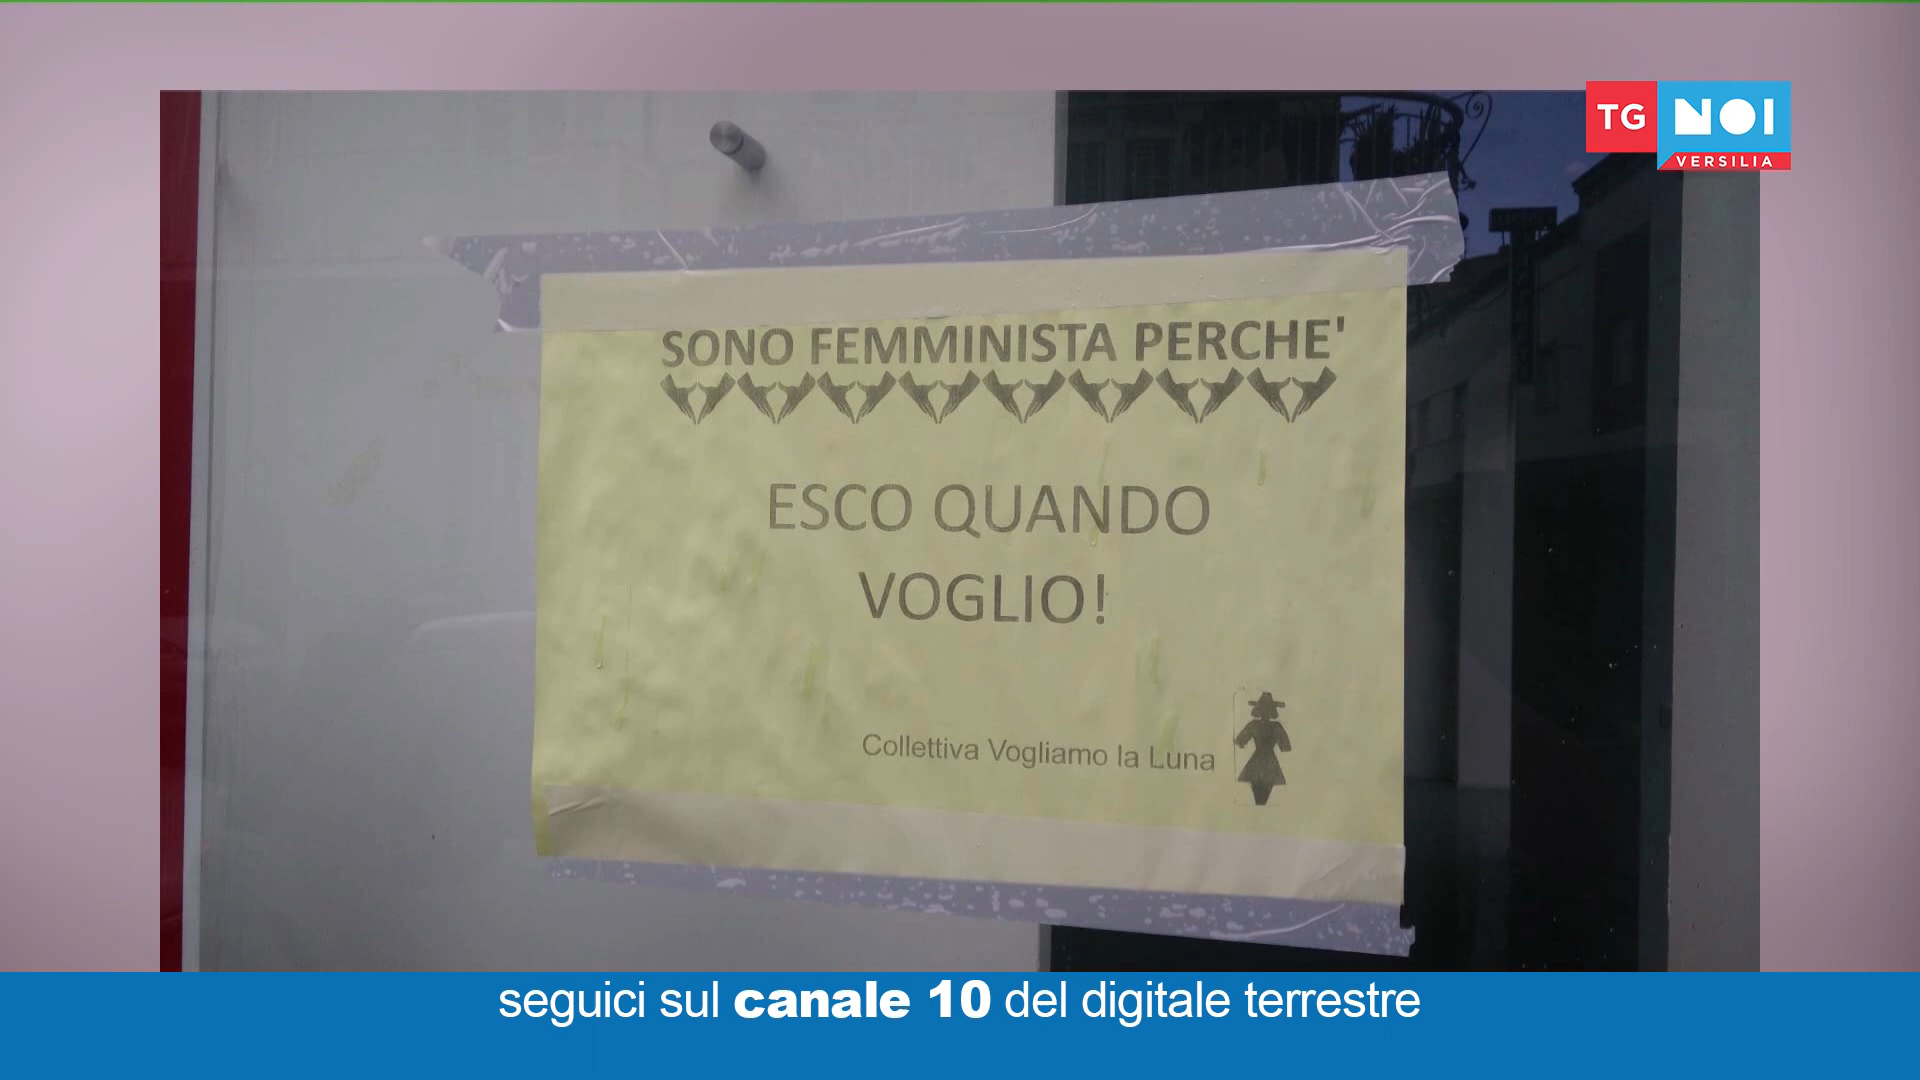 TG NOI
VERSILIA
SONO FEMMINISTA PERCHE'
ESCO QUANDO
VOGLIO!
Collettiva Vogliamo la Luna
seguici sul canale 10 del digitale terrestre